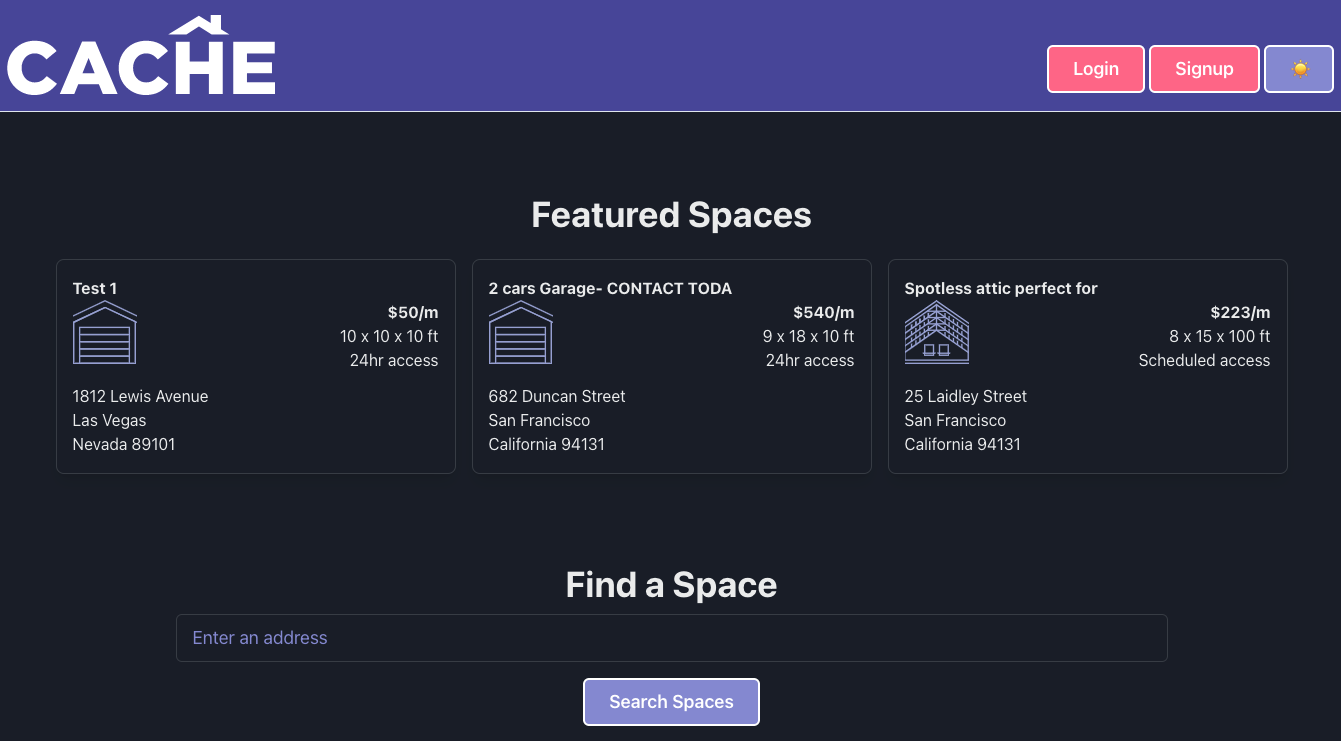 CACHE
Login
Signup
Featured Spaces
Test 1
$50/m
10 x 10 x 10 ft
24hr access
1812 Lewis Avenue
Las Vegas
Nevada 89101
2 cars Garage- CONTACT TODA
$540/m
9 x 18 x 10 ft
24hr access
682 Duncan Street
San Francisco
California 94131
Spotless attic perfect for
$223/m
8 x 15 x 100 ft
Scheduled access
25 Laidley Street
San Francisco
California 94131
Find a Space
Enter an address
Search Spaces